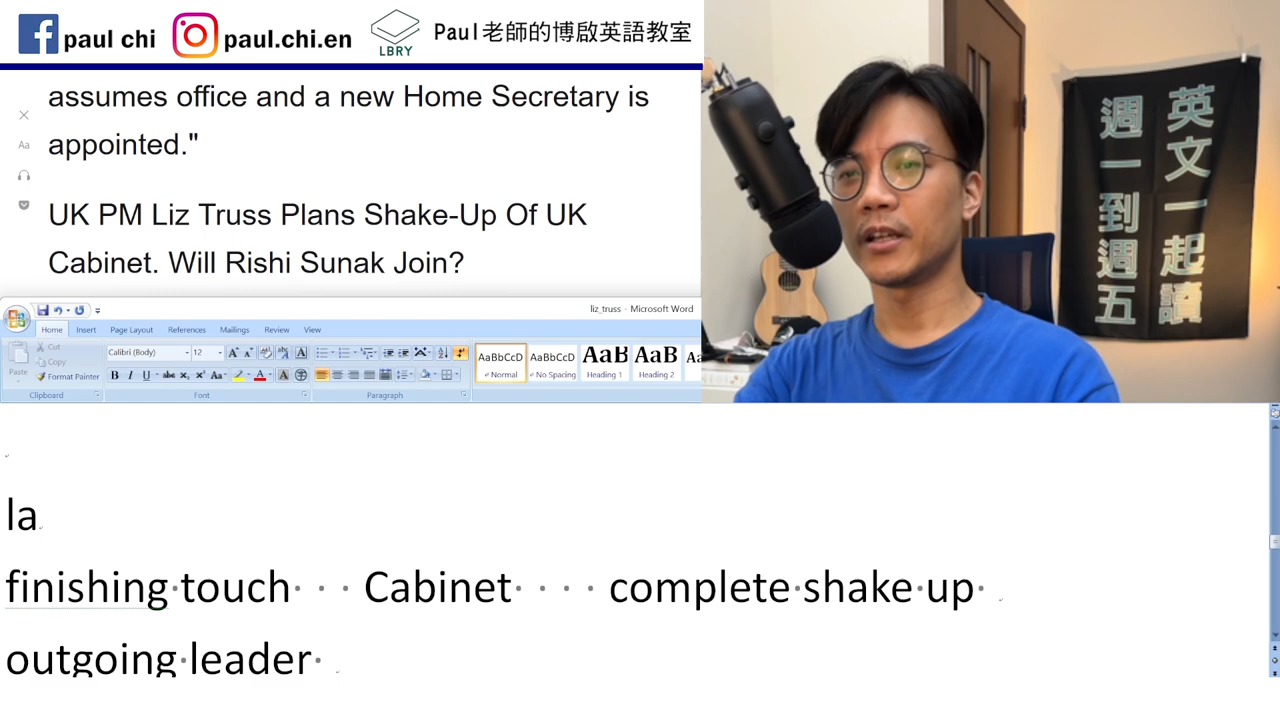 paul chi
paul.chi.en
LBRY
Paul老師的博啟英語教室
assumes office and a new Home Secretary is
appointed."
UK PM Liz Truss Plans Shake-Up Of UK
Cabinet. Will Rishi Sunak Join?
Aa
liz_truss - Microsoft Word
Home Insert Page Layout References Mailings Review View
Paste
Cut
Copy
Format Painter
Clipboard
Calibri (Body) 12
Font
Paragraph
AaBbCcD AaBbCcD AaBb AaB Aa
Normal No Spacing Heading 1 Heading 2
英文一起讀
週一到週五
la
finishing touch Cabinet complete shake up
outgoing leader